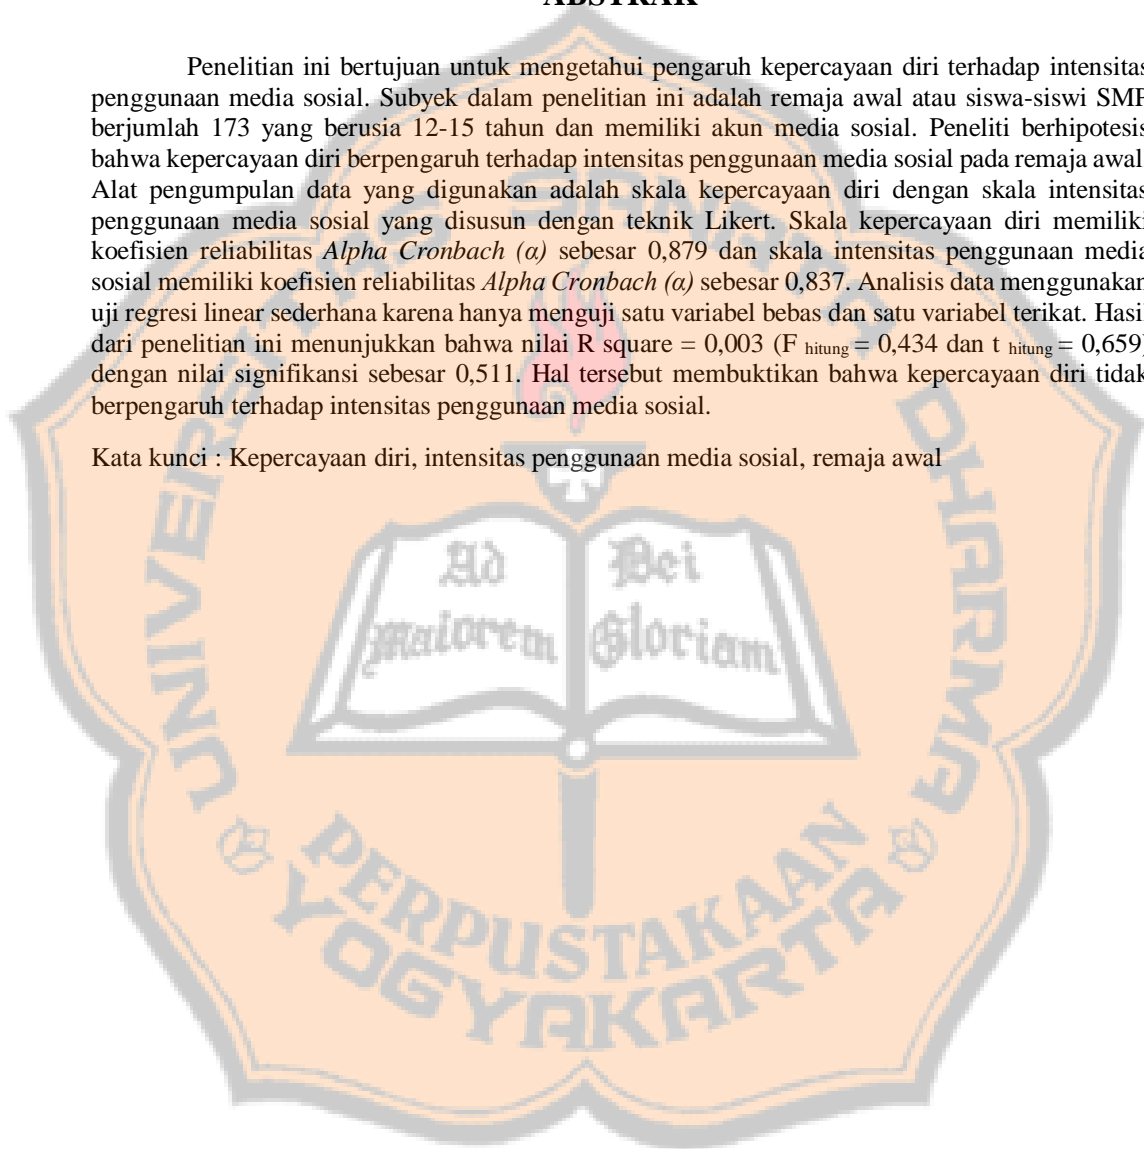 ABSTRAK
Penelitian ini bertujuan untuk mengetahui pengaruh kepercayaan diri terhadap intensitas
penggunaan media sosial. Subyek dalam penelitian ini adalah remaja awal atau siswa-siswi SMP
berjumlah 173 yang berusia 12-15 tahun dan memiliki akun media sosial. Peneliti berhipotesis
bahwa kepercayaan diri berpengaruh terhadap intensitas penggunaan media sosial pada remaja awal
Alat pengumpulan data yang digunakan adalah skala kepercayaan diri dengan skala intensitas
penggunaan media sosial yang disusun dengan teknik Likert. Skala kepercayaan diri memiliki
koefisien reliabilitas Alpha Cronbach (α) sebesar 0,879 dan skala intensitas penggunaan media
sosial memiliki koefisien reliabilitas Alpha Cronbach (α) sebesar 0,837. Analisis data menggunakan
uji regresi linear sederhana karena hanya menguji satu variabel bebas dan satu variabel terikat. Hasil
dari penelitian ini menunjukkan bahwa nilai R square = 0,003 (F hitung = 0,434 dan t hitung = 0,659)
dengan nilai signifikansi sebesar 0,511. Hal tersebut membuktikan bahwa kepercayaan diri tidak
berpengaruh terhadap intensitas penggunaan media sosial.
Kata kunci : Kepercayaan diri, intensitas penggunaan media sosial, remaja awal
UNIVERSITAS SANATA DHARMA
Ad Dei
Maiorem Gloriam
PERPUSTAKAAN
YOGYAKARTA